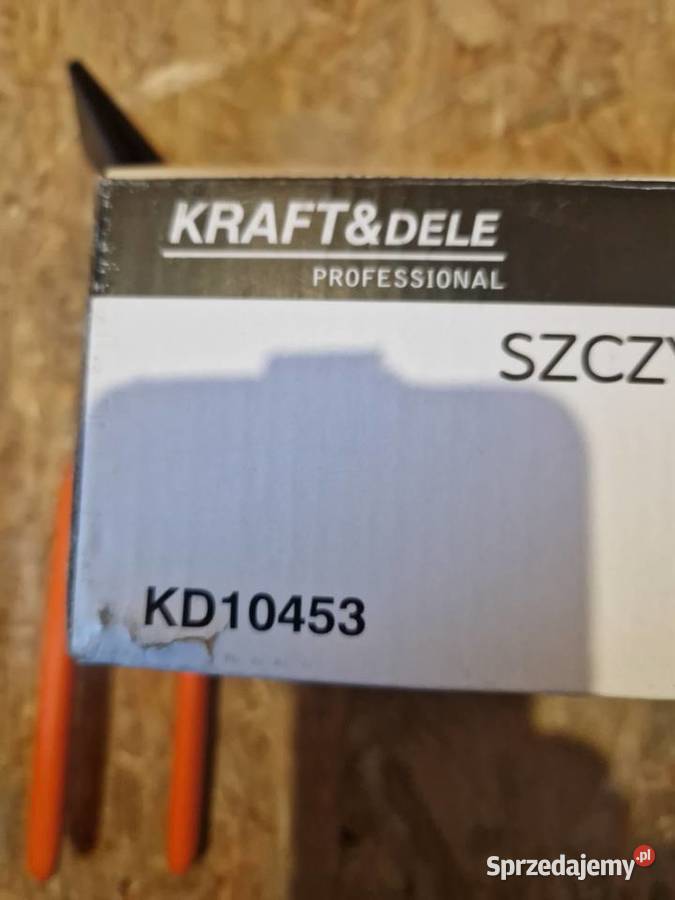 KRAFT&DELE
PROFESSIONAL
SZCZY
KD10453
Sprzedajemy.pl